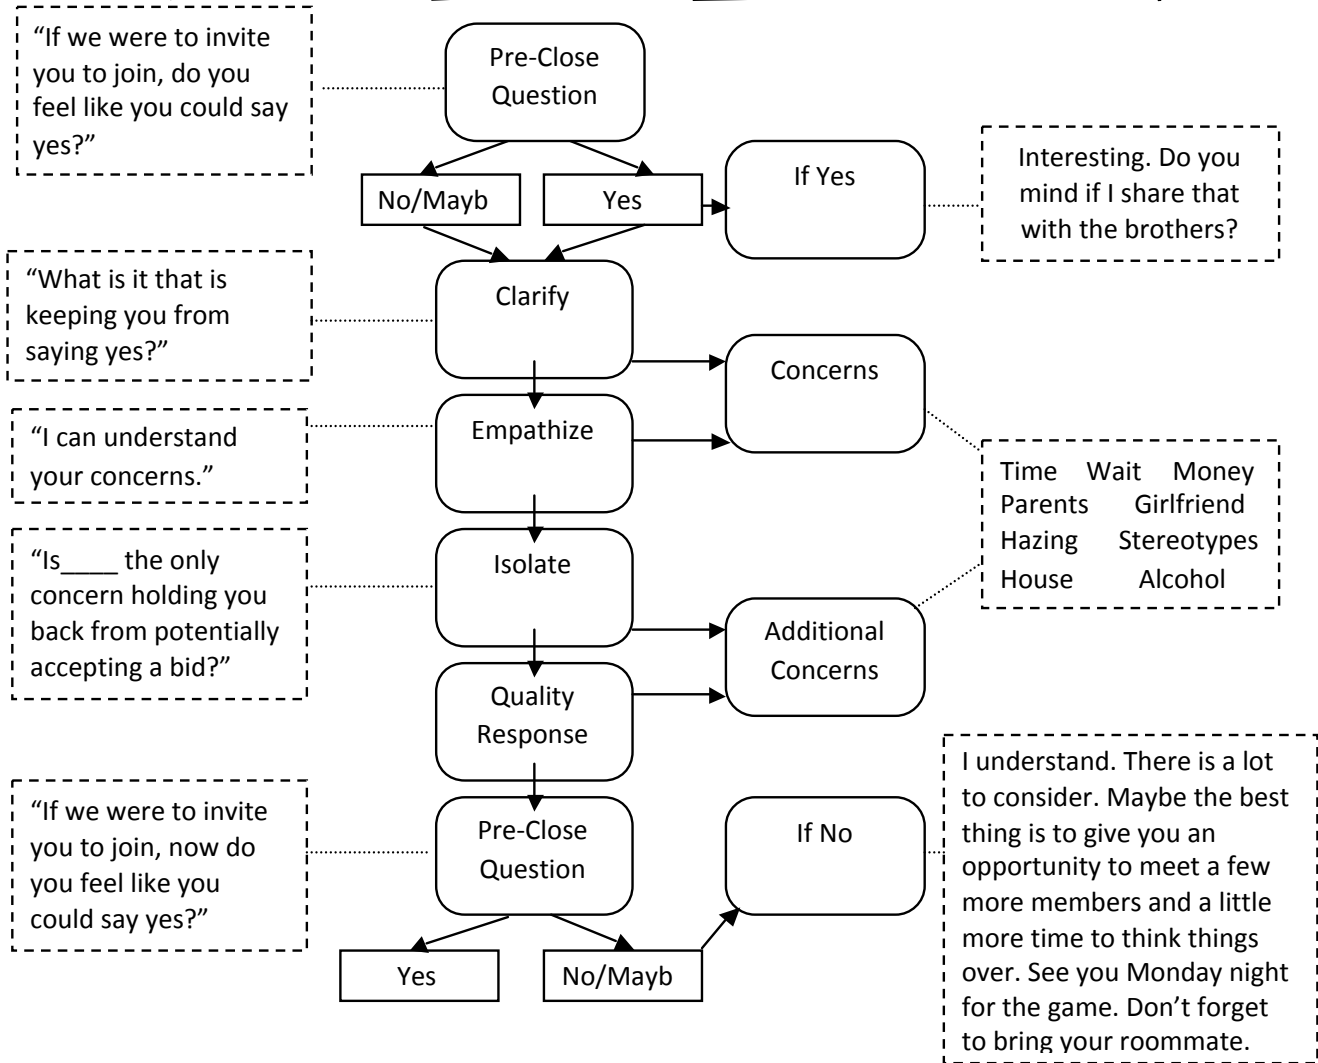 “If we were to invite
you to join, do you
feel like you could say
yes?”
Pre-Close
Question
No/Mayb
Yes
If Yes
Interesting. Do you
mind if I share that
with the brothers?
“What is it that is
keeping you from
saying yes?”
Clarify
Concerns
“I can understand
your concerns.”
Empathize
Time Wait Money
Parents Girlfriend
Hazing Stereotypes
House Alcohol
“Is____ the only
concern holding you
back from potentially
accepting a bid?”
Isolate
Additional
Concerns
Quality
Response
“If we were to invite
you to join, now do
you feel like you
could say yes?”
Pre-Close
Question
If No
I understand. There is a lot
to consider. Maybe the best
thing is to give you an
opportunity to meet a few
more members and a little
more time to think things
over. See you Monday night
for the game. Don’t forget
to bring your roommate.
Yes
No/Mayb